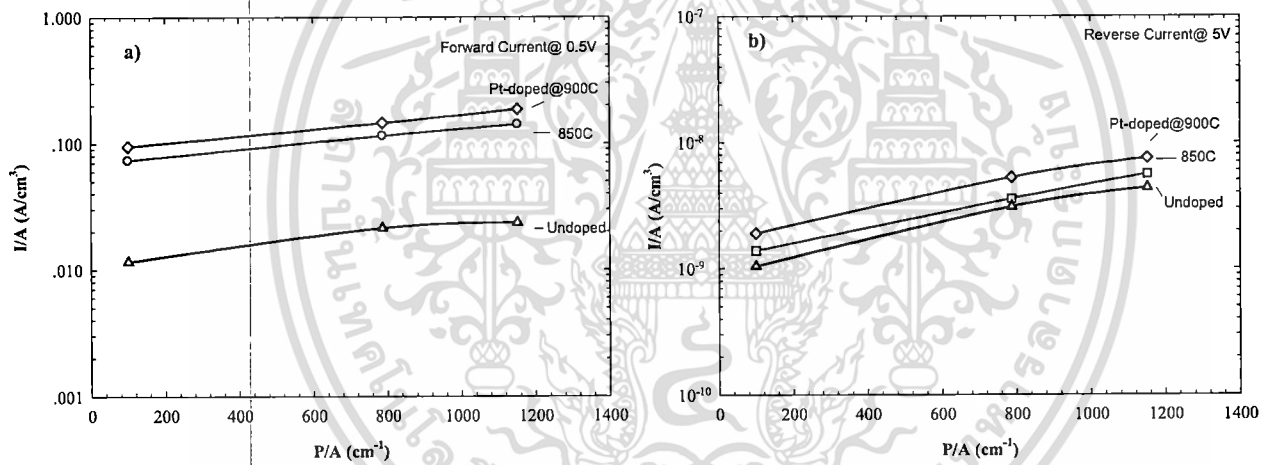 a)
Forward Current@ 0.5V
Pt-doped@900C
850C
Undoped
1.000
.100
.010
.001
I/A (A/cm³)
0 200 400 600 800 1000 1200 1400
P/A (cm⁻¹)
b)
Reverse Current@ 5V
Pt-doped@900C
850C
Undoped
10⁻⁷
10⁻⁸
10⁻⁹
10⁻¹⁰
I/A (A/cm³)
0 200 400 600 800 1000 1200 1400
P/A (cm⁻¹)